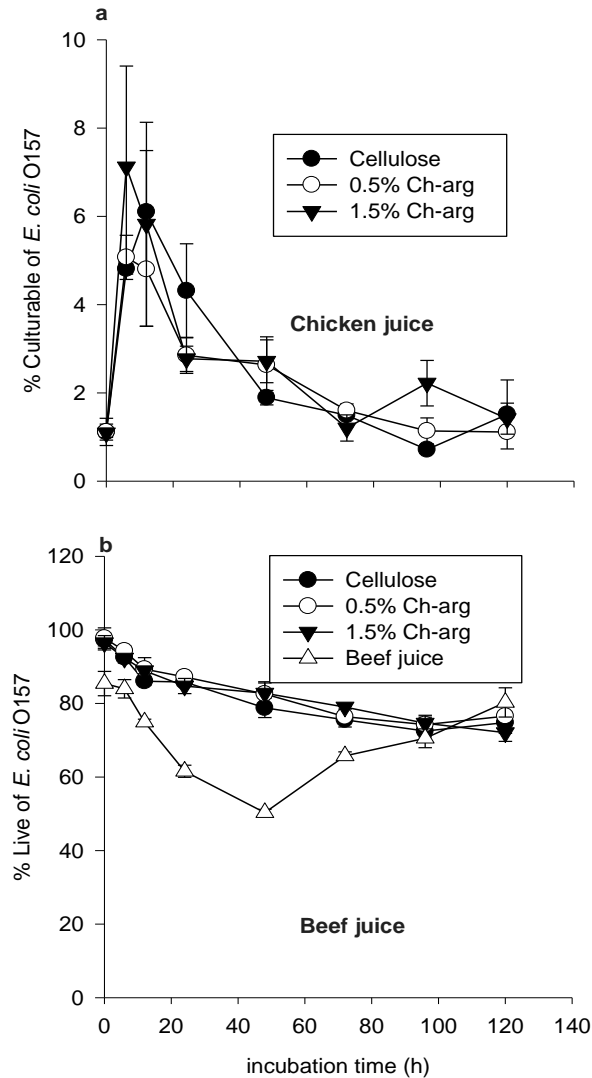 a
10
8
6
4
2
0
% Culturable of E. coli O157
Cellulose
0.5% Ch-arg
1.5% Ch-arg
Chicken juice
b
120
100
80
60
40
20
0
% Live of E. coli O157
Cellulose
0.5% Ch-arg
1.5% Ch-arg
Beef juice
Beef juice
0 20 40 60 80 100 120 140
incubation time (h)